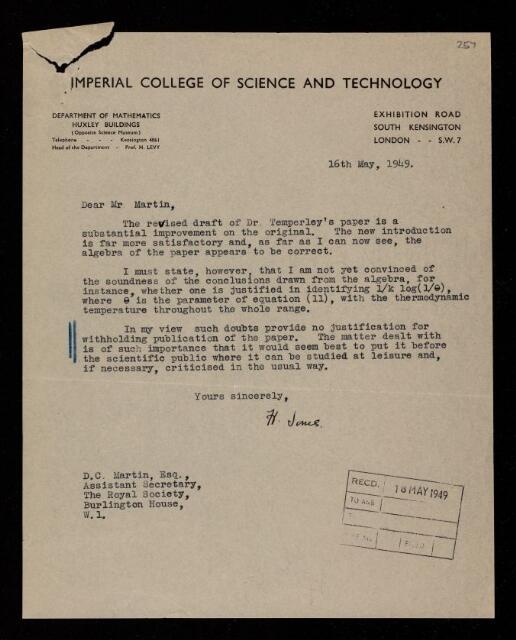 257
IMPERIAL COLLEGE OF SCIENCE AND TECHNOLOGY
DEPARTMENT OF MATHEMATICS
HUXLEY BUILDINGS
(Opposite Science Museum)
Telephone - - - Kensington 4861
Head of the Department - Prof. H. LEVY
EXHIBITION ROAD
SOUTH KENSINGTON
LONDON - - S.W.7
16th May, 1949.
Dear Mr Martin,
The revised draft of Dr. Temperley's paper is a
substantial improvement on the original. The new introduction
is far more satisfactory and, as far as I can now see, the
algebra of the paper appears to be correct.
I must state, however, that I am not yet convinced of
the soundness of the conclusions drawn from the algebra, for
instance, whether one is justified in identifying 1/k log(1/θ),
where θ is the parameter of equation (11), with the thermodynamic
temperature throughout the whole range.
In my view such doubts provide no justification for
withholding publication of the paper. The matter dealt with
is of such importance that it would seem best to put it before
the scientific public where it can be studied at leisure and,
if necessary, criticised in the usual way.
Yours sincerely,
H. Jones.
D.C. Martin, Esq.,
Assistant Secretary,
The Royal Society,
Burlington House,
W.1.
RECD. 18 MAY 1949
TO ANS
FILED